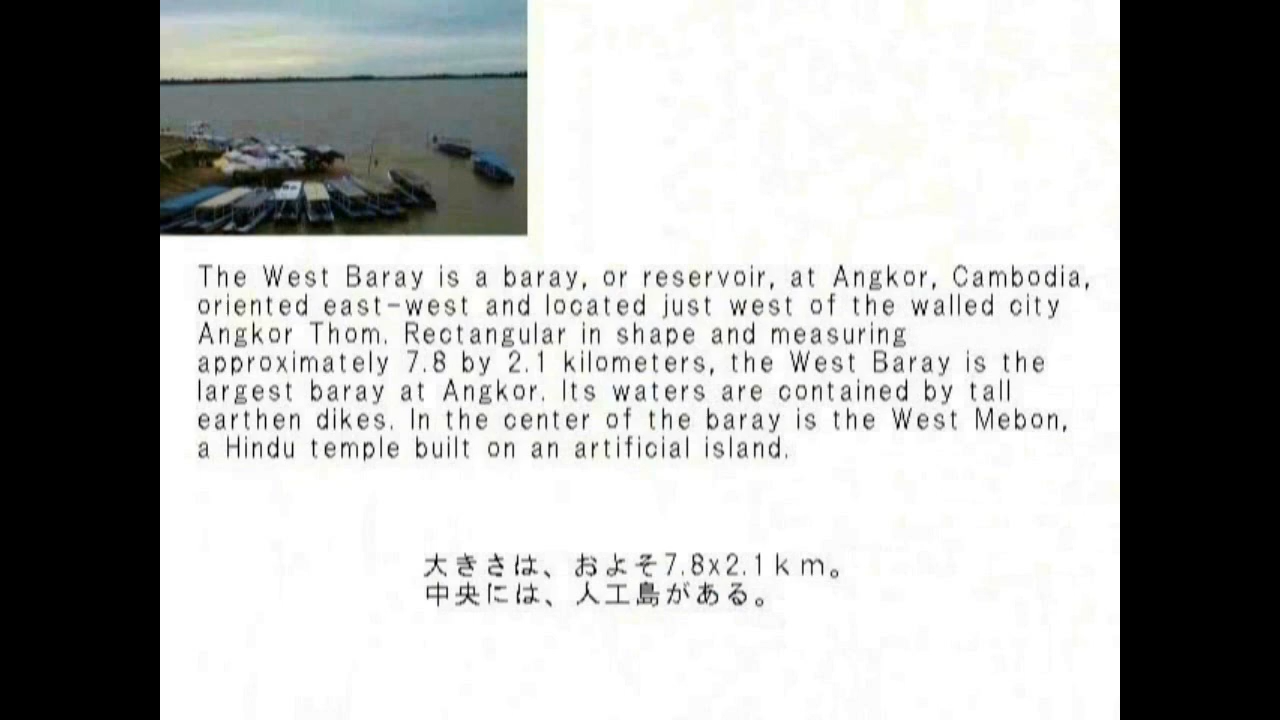 The West Baray is a baray, or reservoir, at Angkor, Cambodia,
oriented east-west and located just west of the walled city
Angkor Thom. Rectangular in shape and measuring
approximately 7.8 by 2.1 kilometers, the West Baray is the
largest baray at Angkor. Its waters are contained by tall
earthen dikes. In the center of the baray is the West Mebon,
a Hindu temple built on an artificial island.
大きさは、およそ7.8x2.1ｋｍ。
中央には、人工島がある。